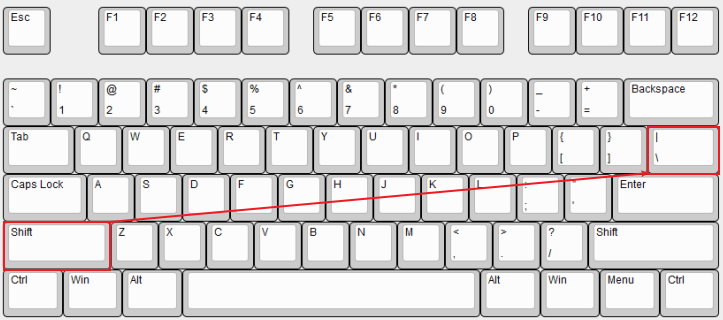 Esc F1 F2 F3 F4 F5 F6 F7 F8 F9 F10 F11 F12
~ ! @ # $ % ^ & * ( ) _ + Backspace
` 1 2 3 4 5 6 7 8 9 0 - =
Tab Q W E R T Y U I O P { } |
[ ] \
Caps Lock A S D F G H J K L : " Enter
; '
Shift Z X C V B N M < > ? Shift
, . /
Ctrl Win Alt Alt Win Menu Ctrl